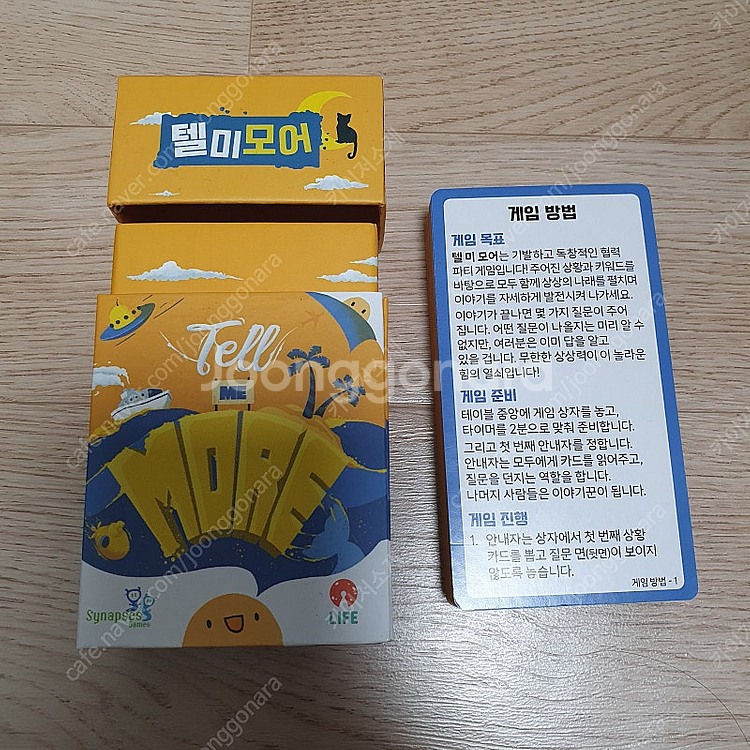 텔미모어
Tell
ME
MORE
Synapses
Games
LIFE
게임 방법
게임 목표
텔 미 모어는 기발하고 독창적인 협력
파티 게임입니다! 주어진 상황과 키워드를
바탕으로 모두 함께 상상의 나래를 펼치며
이야기를 자세하게 발전시켜 나가세요.
이야기가 끝나면 몇 가지 질문이 주어
집니다. 어떤 질문이 나올지는 미리 알 수
없지만, 여러분은 이미 답을 알고
있을 겁니다. 무한한 상상력이 이 놀라운
힘의 열쇠입니다!
게임 준비
테이블 중앙에 게임 상자를 놓고,
타이머를 2분으로 맞춰 준비합니다.
그리고 첫 번째 안내자를 정합니다.
안내자는 모두에게 카드를 읽어주고,
질문을 던지는 역할을 합니다.
나머지 사람들은 이야기꾼이 됩니다.
게임 진행
1. 안내자는 상자에서 첫 번째 상황
카드를 뽑고 질문 면(뒷면)이 보이지
않도록 놓습니다.
게임 방법 - 1
joonggonara
cafe.naver.com/joonggonara